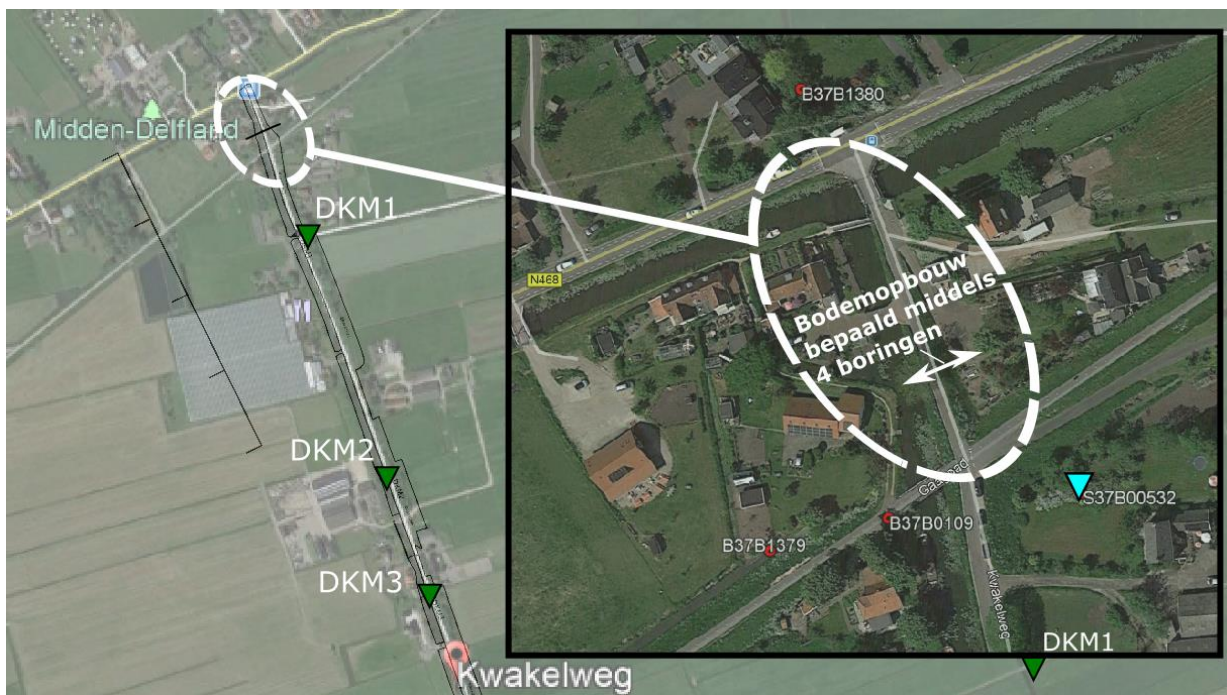 Midden-Delfland
DKM1
DKM2
DKM3
Kwakelweg
B37B1380
N468
Bodemopbouw
bepaald middels
4 boringen
S37B00532
B37B0109
B37B1379
Kwakelweg
DKM1